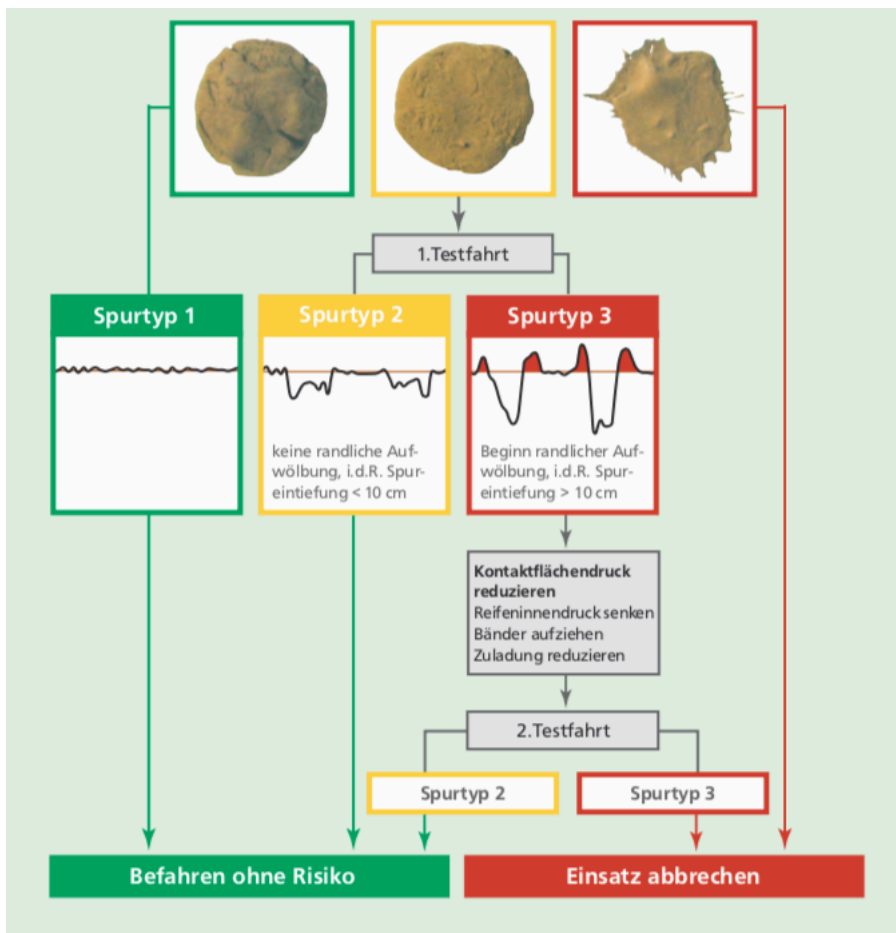 1.Testfahrt
Spurtyp 1
Spurtyp 2
Spurtyp 3
keine randliche Auf-
wölbung, i.d.R. Spur-
eintiefung < 10 cm
Beginn randlicher Auf-
wölbung, i.d.R. Spur-
eintiefung > 10 cm
Kontaktflächendruck
reduzieren
Reifeninnendruck senken
Bänder aufziehen
Zuladung reduzieren
2.Testfahrt
Spurtyp 2
Spurtyp 3
Befahren ohne Risiko
Einsatz abbrechen